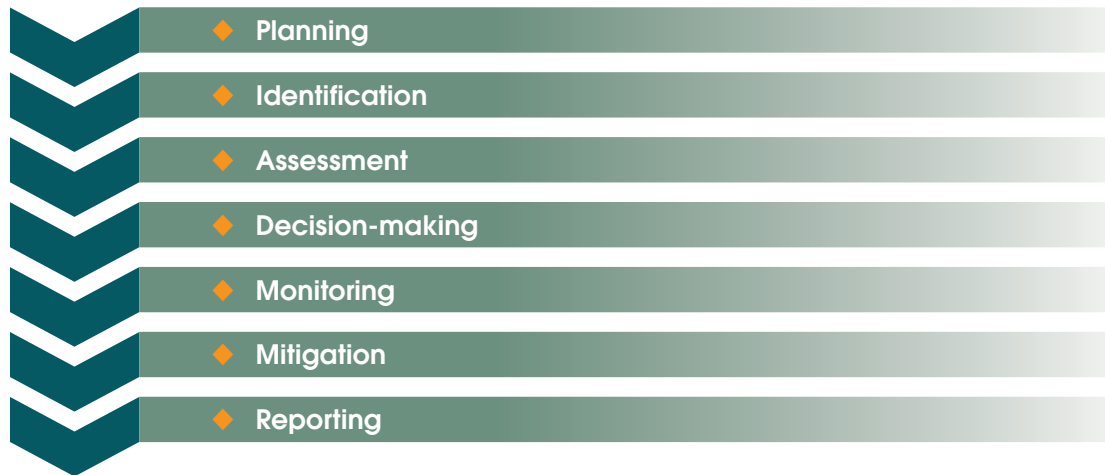 Planning
Identification
Assessment
Decision-making
Monitoring
Mitigation
Reporting